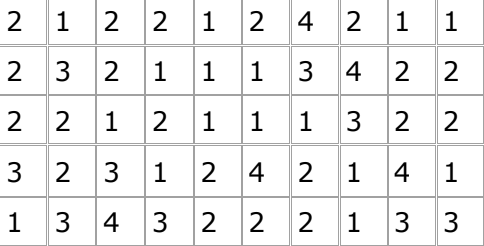 2 1 2 2 1 2 4 2 1 1
2 3 2 1 1 1 3 4 2 2
2 2 1 2 1 1 1 3 2 2
3 2 3 1 2 4 2 1 4 1
1 3 4 3 2 2 2 1 3 3